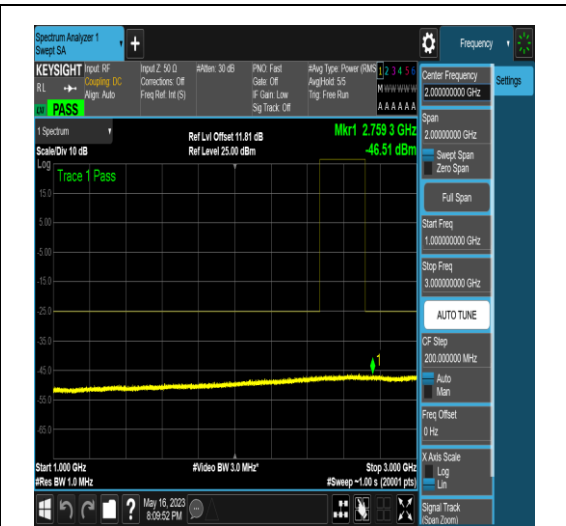 Spectrum Analyzer 1
Swept SA
+
Frequency
KEYSIGHT
Input: RF
Coupling: DC
Align: Auto
RL
PASS
Input Z: 50 Ω
Corrections: Off
Freq Ref: Int (S)
#Atten: 30 dB
PNO: Fast
Gate: Off
IF Gain: Low
Sig Track: Off
#Avg Type: Power (RMS
Avg|Hold: 5/5
Trig: Free Run
1 2 3 4 5 6
M W W W W W
A A A A A A
1 Spectrum
Scale/Div 10 dB
Log
Ref Lvl Offset 11.81 dB
Ref Level 25.00 dBm
Mkr1 2.759 3 GHz
-46.51 dBm
Trace 1 Pass
15.0
5.00
-5.00
-15.0
-25.0
-35.0
-45.0
-55.0
-65.0
1
Start 1.000 GHz
#Res BW 1.0 MHz
#Video BW 3.0 MHz*
Stop 3.000 GHz
#Sweep ~1.00 s (20001 pts)
?
May 16, 2023
8:09:52 PM
Center Frequency
2.000000000 GHz
Settings
Span
2.00000000 GHz
Swept Span
Zero Span
Full Span
Start Freq
1.000000000 GHz
Stop Freq
3.000000000 GHz
AUTO TUNE
CF Step
200.000000 MHz
Auto
Man
Freq Offset
0 Hz
X Axis Scale
Log
Lin
Signal Track
(Span Zoom)